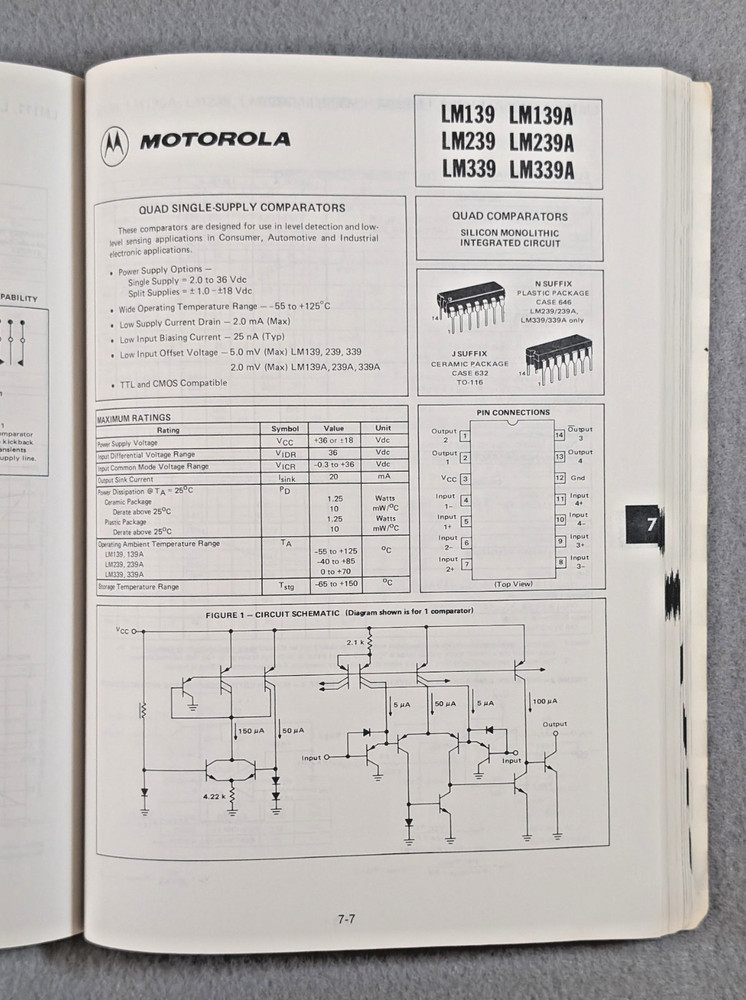 PABILITY
1
mparator
kickback
ansients
upply line.
MOTOROLA
LM139 LM139A
LM239 LM239A
LM339 LM339A
QUAD SINGLE-SUPPLY COMPARATORS
These comparators are designed for use in level detection and low-
level sensing applications in Consumer, Automotive and Industrial
electronic applications.
• Power Supply Options —
Single Supply = 2.0 to 36 Vdc
Split Supplies = ± 1.0 - ±18 Vdc
• Wide Operating Temperature Range — -55 to +125°C
• Low Supply Current Drain — 2.0 mA (Max)
• Low Input Biasing Current — 25 nA (Typ)
• Low Input Offset Voltage — 5.0 mV (Max) LM139, 239, 339
2.0 mV (Max) LM139A, 239A, 339A
• TTL and CMOS Compatible
QUAD COMPARATORS
SILICON MONOLITHIC
INTEGRATED CIRCUIT
N SUFFIX
PLASTIC PACKAGE
CASE 646
LM239/239A,
LM339/339A only
14
1
J SUFFIX
CERAMIC PACKAGE
CASE 632
TO-116
14
1
MAXIMUM RATINGS
Rating Symbol Value Unit
Power Supply Voltage VCC +36 or ±18 Vdc
Input Differential Voltage Range VIDR 36 Vdc
Input Common Mode Voltage Range VICR -0.3 to +36 Vdc
Output Sink Current Isink 20 mA
Power Dissipation @ TA = 25°C PD
Ceramic Package 1.25 Watts
Derate above 25°C 10 mW/°C
Plastic Package 1.25 Watts
Derate above 25°C 10 mW/°C
Operating Ambient Temperature Range TA °C
LM139, 139A -55 to +125
LM239, 239A -40 to +85
LM339, 339A 0 to +70
Storage Temperature Range Tstg -65 to +150 °C
PIN CONNECTIONS
Output 2 1 14 Output 3
Output 1 2 13 Output 4
VCC 3 12 Gnd
Input 1- 4 11 Input 4+
Input 1+ 5 10 Input 4-
Input 2- 6 9 Input 3+
Input 2+ 7 8 Input 3-
(Top View)
7
FIGURE 1 — CIRCUIT SCHEMATIC (Diagram shown is for 1 comparator)
VCC
2.1 k
5 µA
50 µA
5 µA
100 µA
150 µA
50 µA
Output
Input
Input
4.22 k
7-7